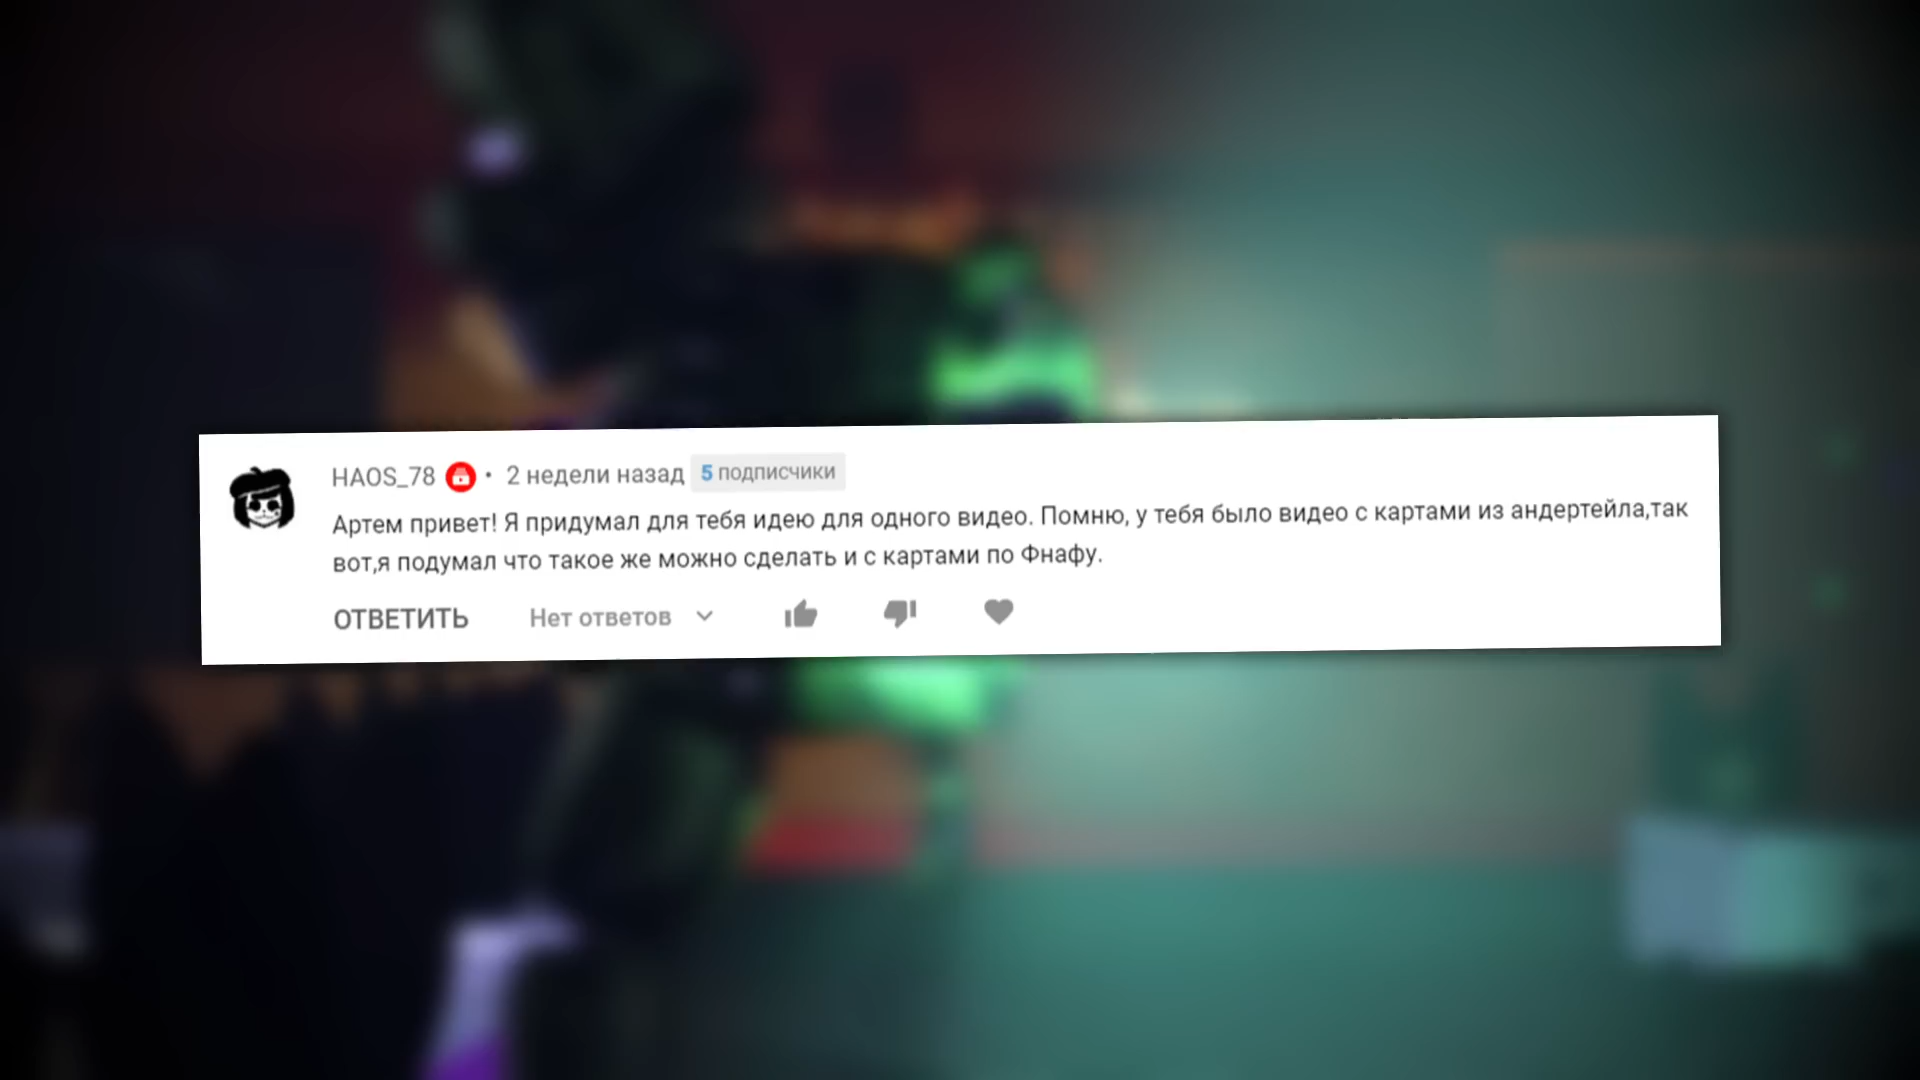 HAOS_78 • 2 недели назад 5 подписчики
Артем привет! Я придумал для тебя идею для одного видео. Помню, у тебя было видео с картами из андертейла,так
вот,я подумал что такое же можно сделать и с картами по Фнафу.
ОТВЕТИТЬ Нет ответов